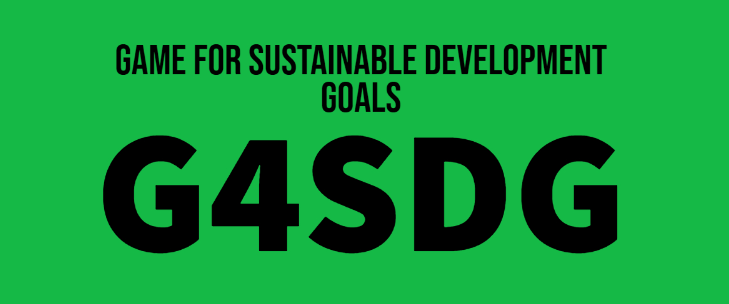 GAME FOR SUSTAINABLE DEVELOPMENT
GOALS
G4SDG